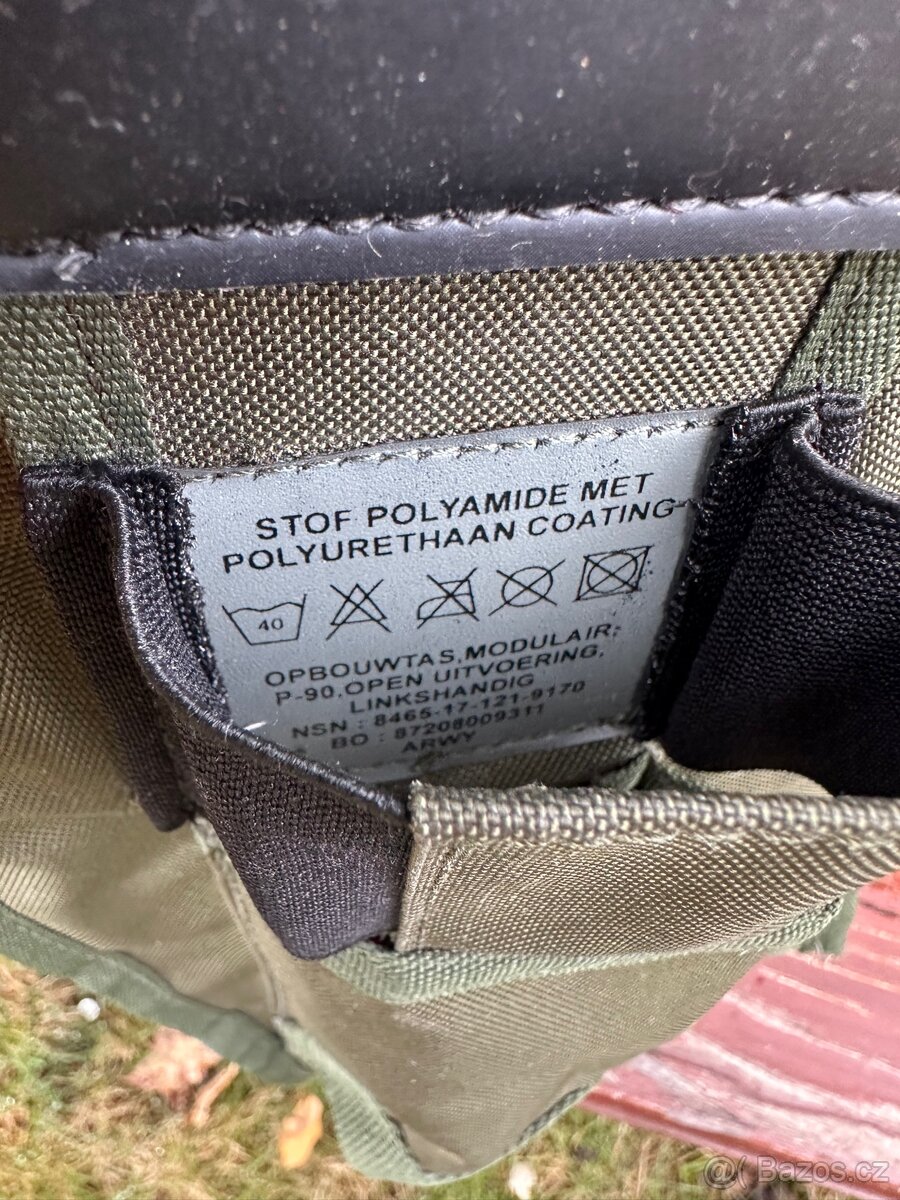 STOF POLYAMIDE MET
POLYURETHAAN COATING
40
OPBOUWTAS,MODULAIR;
P-90,OPEN UITVOERING,
LINKSHANDIG
NSN : 8465-17-121-9170
BO : 87208009311
ARWY
@( Bazos.cz